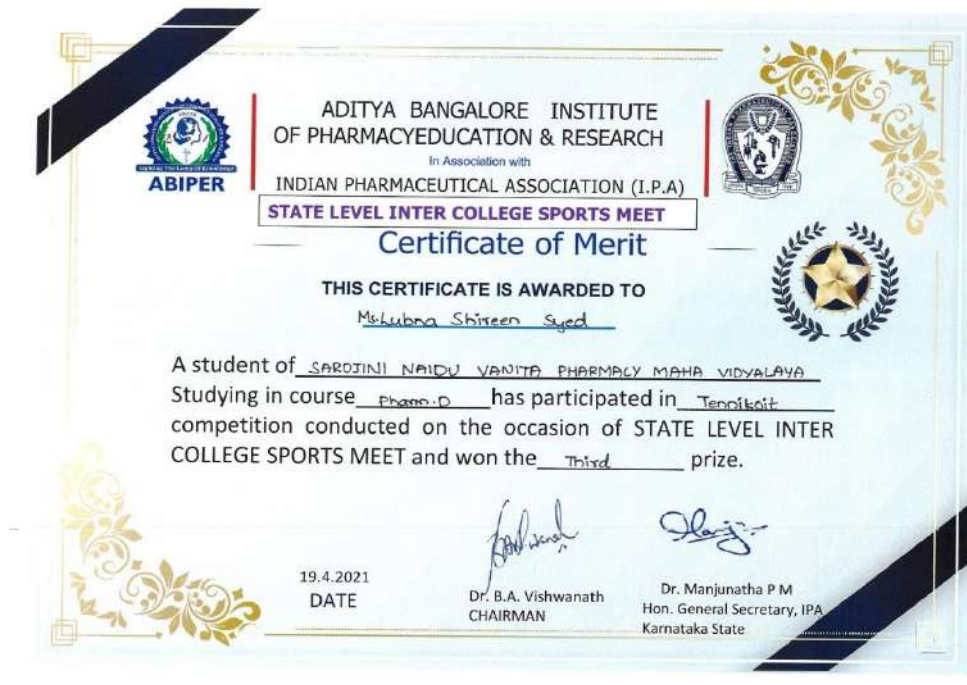 ADITYA BANGALORE INSTITUTE
OF PHARMACYEDUCATION & RESEARCH
In Association with
INDIAN PHARMACEUTICAL ASSOCIATION (I.P.A)
ABIPER
STATE LEVEL INTER COLLEGE SPORTS MEET
Certificate of Merit
THIS CERTIFICATE IS AWARDED TO
Ms. Lubna Shireen Syed
A student of SAROJINI NAIDU VANITA PHARMACY MAHA VIDYALAYA
Studying in course Pharm.D has participated in Tennikoit
competition conducted on the occasion of STATE LEVEL INTER
COLLEGE SPORTS MEET and won the Third prize.
19.4.2021
DATE
Dr. B.A. Vishwanath
CHAIRMAN
Dr. Manjunatha P M
Hon. General Secretary, IPA
Karnataka State